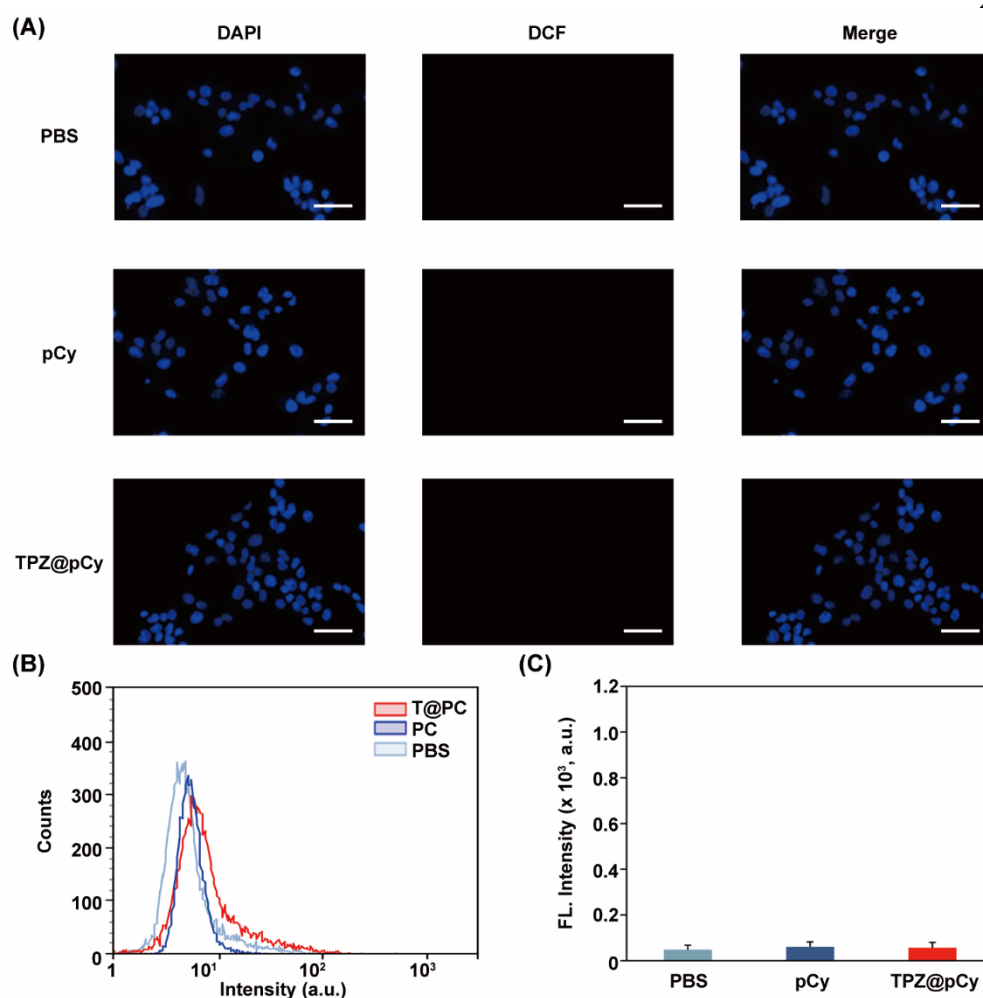 (A)
DAPI DCF Merge
PBS
pCy
TPZ@pCy
(B)
500
400
300
200
100
0
Counts
T@PC
PC
PBS
1 10¹ 10² 10³
Intensity (a.u.)
(C)
1.2
1.0
0.8
0.6
0.4
0.2
0
FL. Intensity (x 10³, a.u.)
PBS pCy TPZ@pCy